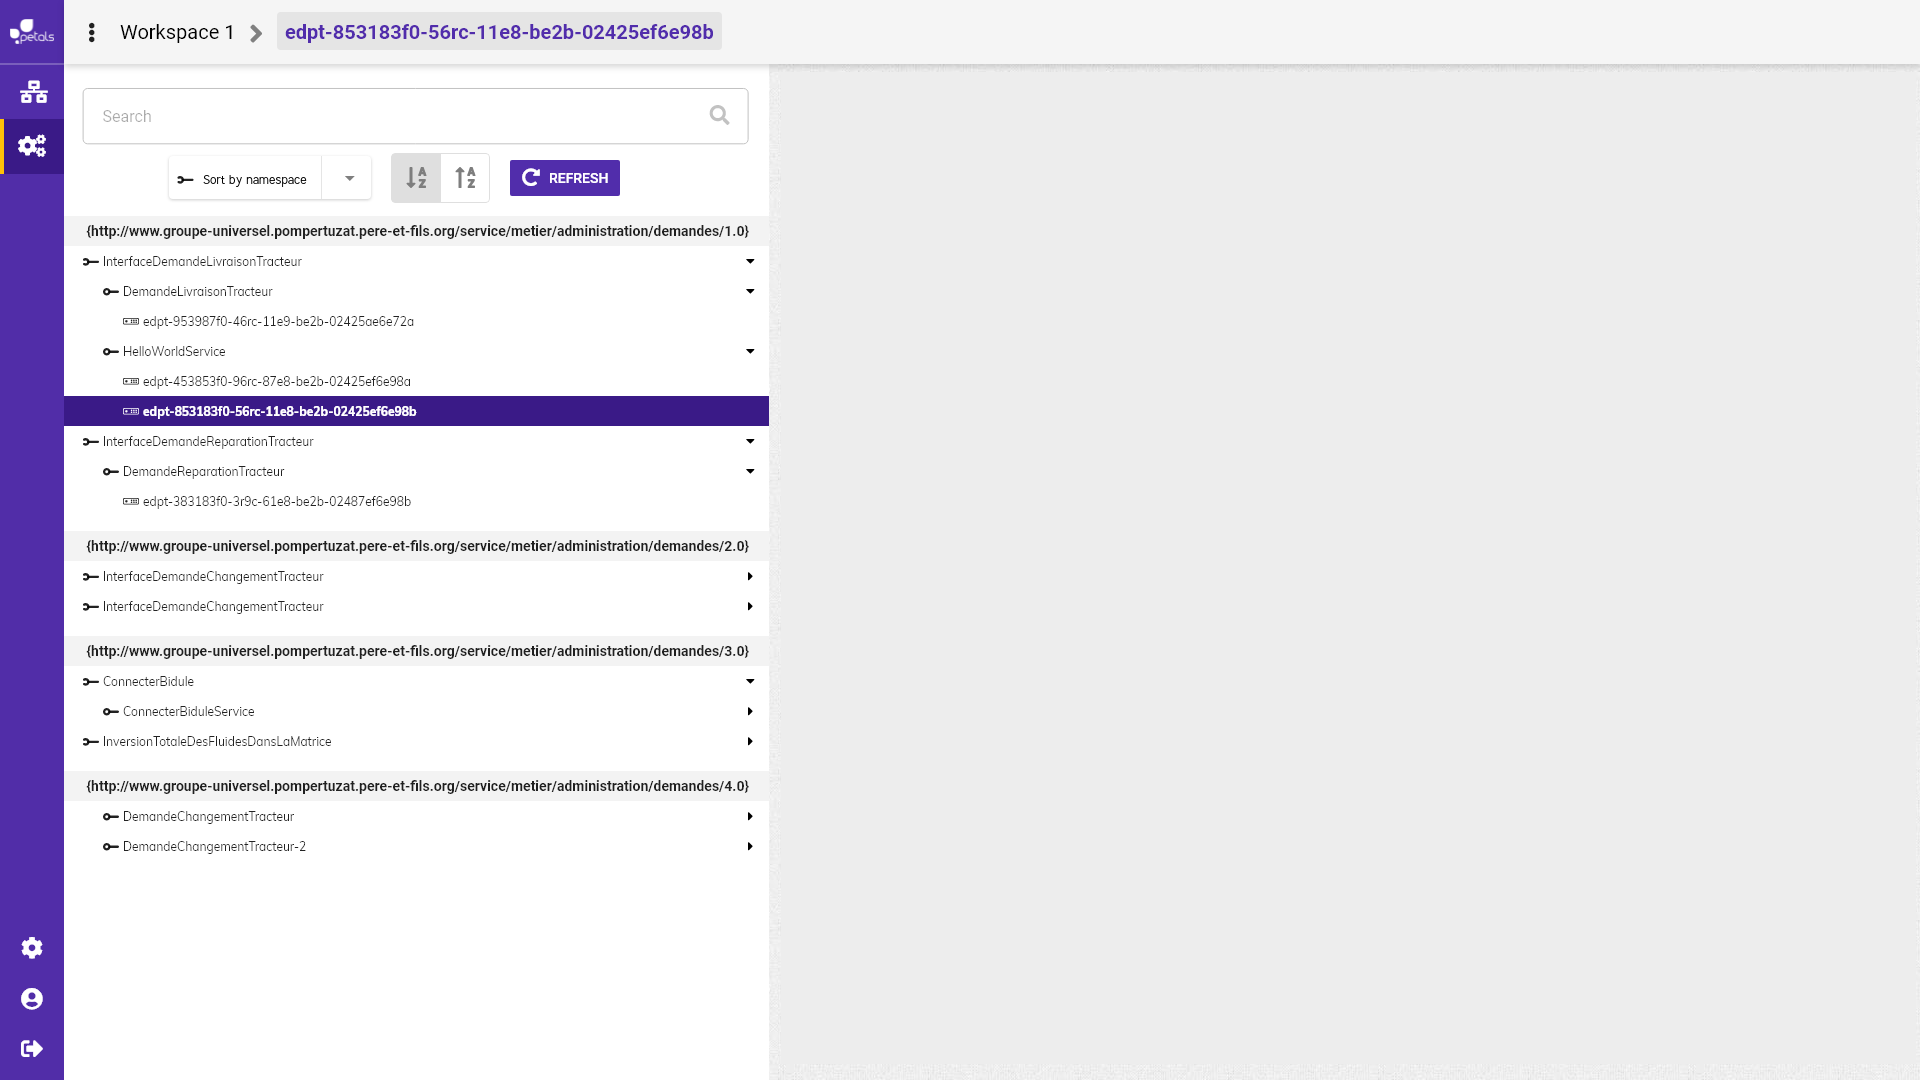 petals
Workspace 1
edpt-853183f0-56rc-11e8-be2b-02425ef6e98b
Search
Sort by namespace
A
Z
A
Z
REFRESH
{http://www.groupe-universel.pompertuzat.pere-et-fils.org/service/metier/administration/demandes/1.0}
InterfaceDemandeLivraisonTracteur
DemandeLivraisonTracteur
edpt-953987f0-46rc-11e9-be2b-02425ae6e72a
HelloWorldService
edpt-453853f0-96rc-87e8-be2b-02425ef6e98a
edpt-853183f0-56rc-11e8-be2b-02425ef6e98b
InterfaceDemandeReparationTracteur
DemandeReparationTracteur
edpt-383183f0-3r9c-61e8-be2b-02487ef6e98b
{http://www.groupe-universel.pompertuzat.pere-et-fils.org/service/metier/administration/demandes/2.0}
InterfaceDemandeChangementTracteur
InterfaceDemandeChangementTracteur
{http://www.groupe-universel.pompertuzat.pere-et-fils.org/service/metier/administration/demandes/3.0}
ConnecterBidule
ConnecterBiduleService
InversionTotaleDesFluidesDansLaMatrice
{http://www.groupe-universel.pompertuzat.pere-et-fils.org/service/metier/administration/demandes/4.0}
DemandeChangementTracteur
DemandeChangementTracteur-2